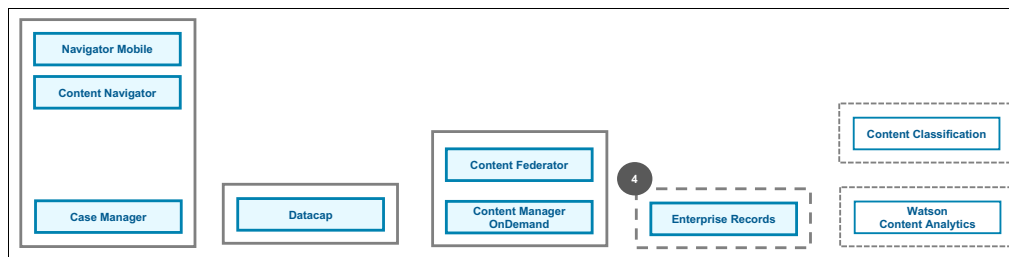 Navigator Mobile
Content Navigator
Case Manager
Datacap
Content Federator
Content Manager
OnDemand
4
Enterprise Records
Content Classification
Watson
Content Analytics